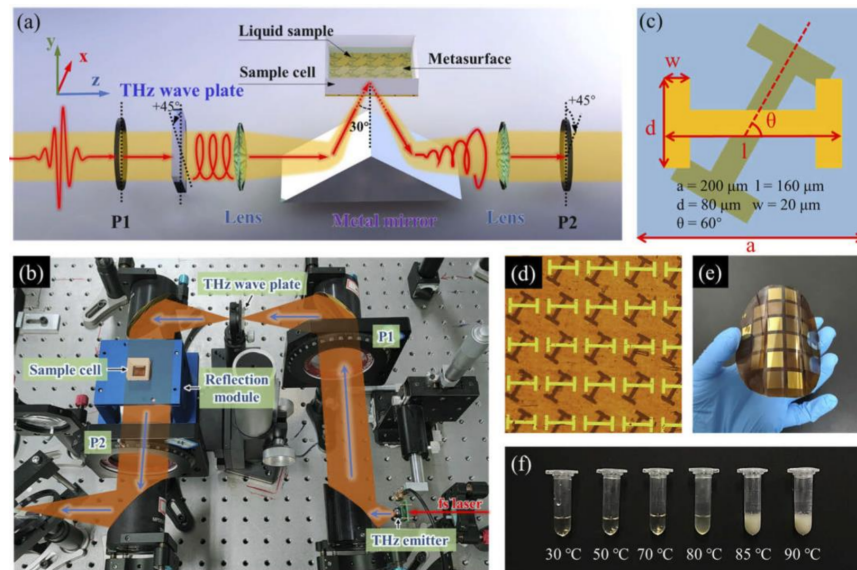 (a)
y
x
z
THz wave plate
+45°
P1
Lens
Liquid sample
Sample cell
Metasurface
30°
Metal mirror
Lens
+45°
P2
(c)
w
d
l
θ
a = 200 μm l = 160 μm
d = 80 μm w = 20 μm
θ = 60°
a
(b)
THz wave plate
P1
Sample cell
Reflection
module
P2
fs laser
THz emitter
(d)
(e)
(f)
30 °C 50 °C 70 °C 80 °C 85 °C 90 °C